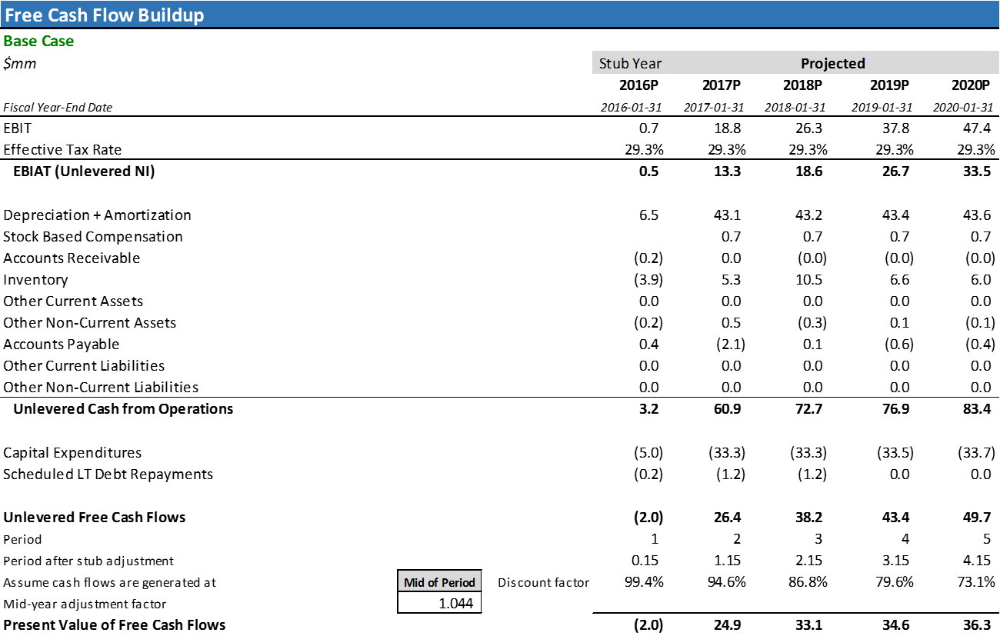 Free Cash Flow Buildup
Base Case
$mm Stub Year Projected
2016P 2017P 2018P 2019P 2020P
Fiscal Year-End Date 2016-01-31 2017-01-31 2018-01-31 2019-01-31 2020-01-31
EBIT 0.7 18.8 26.3 37.8 47.4
Effective Tax Rate 29.3% 29.3% 29.3% 29.3% 29.3%
EBIAT (Unlevered NI) 0.5 13.3 18.6 26.7 33.5
Depreciation + Amortization 6.5 43.1 43.2 43.4 43.6
Stock Based Compensation 0.7 0.7 0.7 0.7
Accounts Receivable (0.2) 0.0 (0.0) (0.0) (0.0)
Inventory (3.9) 5.3 10.5 6.6 6.0
Other Current Assets 0.0 0.0 0.0 0.0 0.0
Other Non-Current Assets (0.2) 0.5 (0.3) 0.1 (0.1)
Accounts Payable 0.4 (2.1) 0.1 (0.6) (0.4)
Other Current Liabilities 0.0 0.0 0.0 0.0 0.0
Other Non-Current Liabilities 0.0 0.0 0.0 0.0 0.0
Unlevered Cash from Operations 3.2 60.9 72.7 76.9 83.4
Capital Expenditures (5.0) (33.3) (33.3) (33.5) (33.7)
Scheduled LT Debt Repayments (0.2) (1.2) (1.2) 0.0 0.0
Unlevered Free Cash Flows (2.0) 26.4 38.2 43.4 49.7
Period 1 2 3 4 5
Period after stub adjustment 0.15 1.15 2.15 3.15 4.15
Assume cash flows are generated at Mid of Period Discount factor 99.4% 94.6% 86.8% 79.6% 73.1%
Mid-year adjustment factor 1.044
Present Value of Free Cash Flows (2.0) 24.9 33.1 34.6 36.3